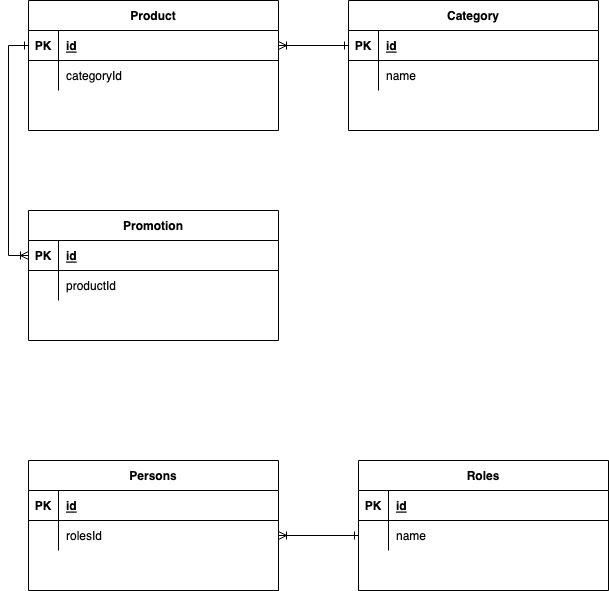 Product
PK id
categoryId
Category
PK id
name
Promotion
PK id
productId
Persons
PK id
rolesId
Roles
PK id
name